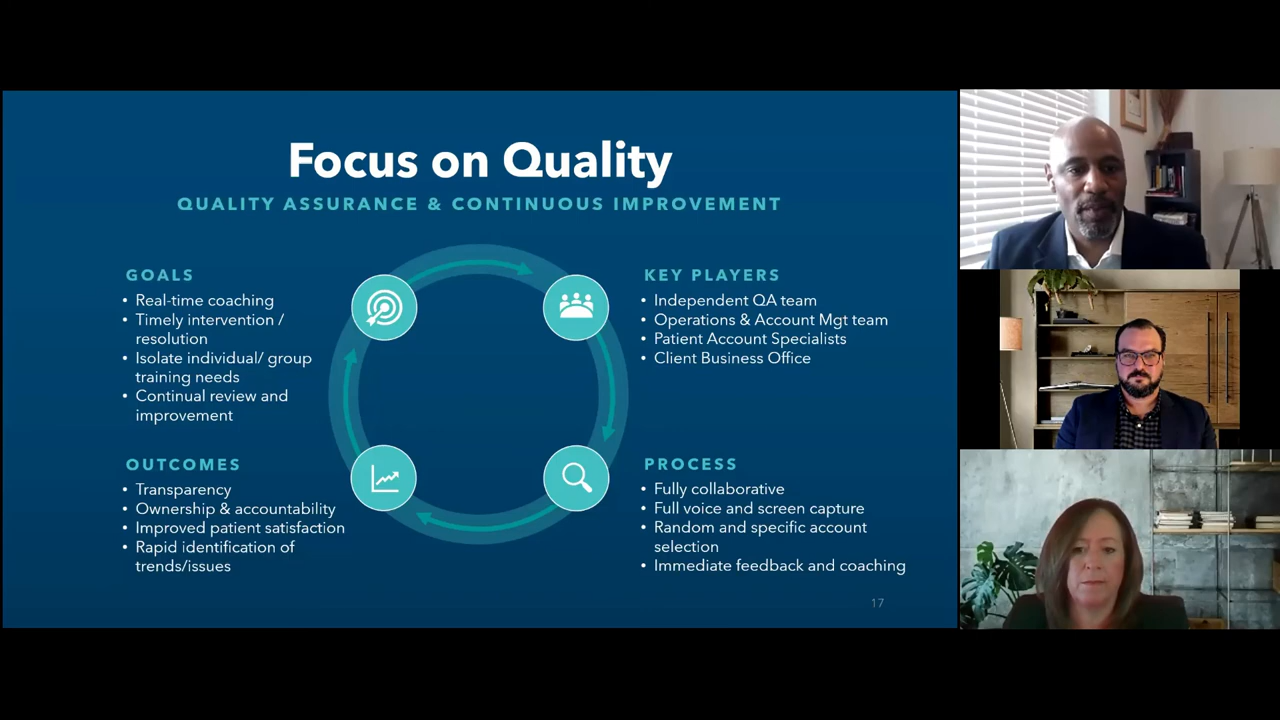 Focus on Quality
QUALITY ASSURANCE & CONTINUOUS IMPROVEMENT
GOALS
• Real-time coaching
• Timely intervention /
resolution
• Isolate individual/ group
training needs
• Continual review and
improvement
KEY PLAYERS
• Independent QA team
• Operations & Account Mgt team
• Patient Account Specialists
• Client Business Office
OUTCOMES
• Transparency
• Ownership & accountability
• Improved patient satisfaction
• Rapid identification of
trends/issues
PROCESS
• Fully collaborative
• Full voice and screen capture
• Random and specific account
selection
• Immediate feedback and coaching
17